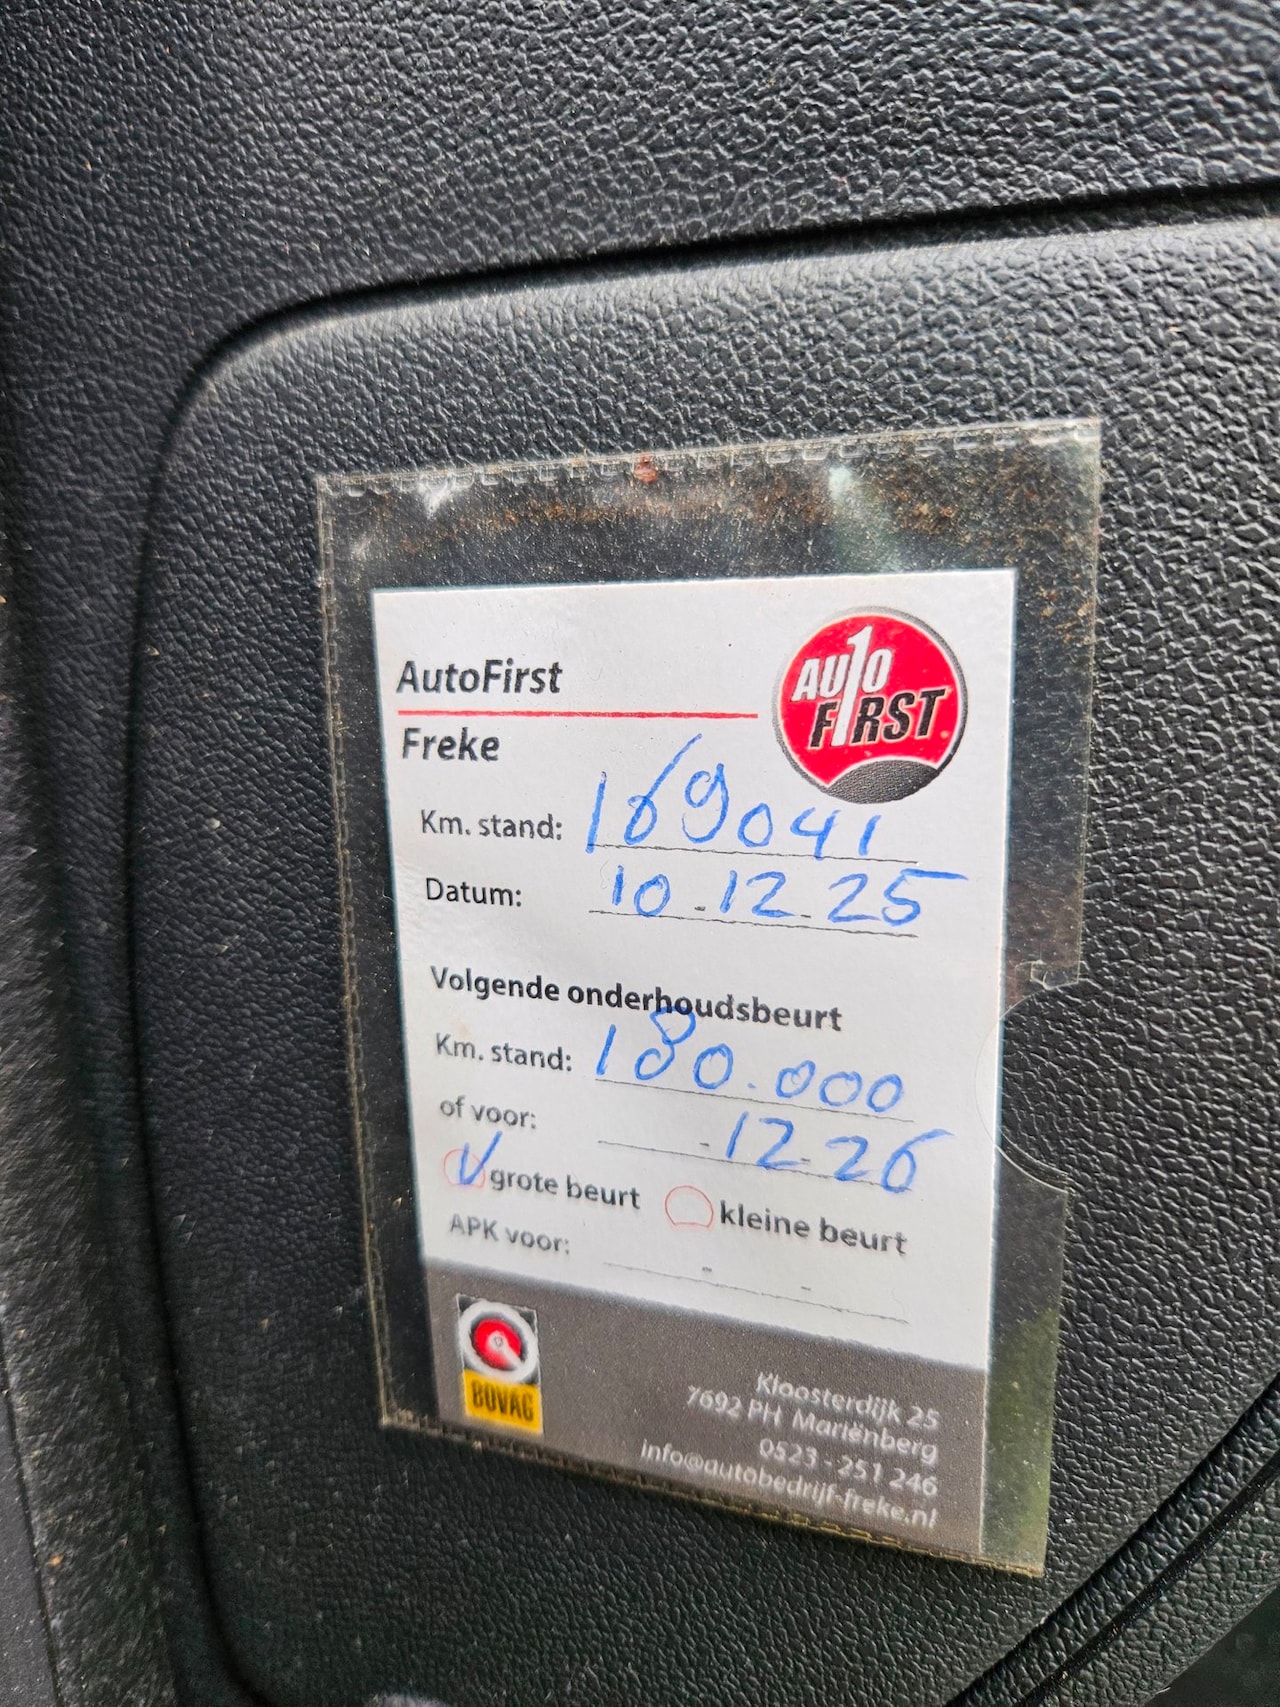 AutoFirst
Freke
AUTO
F1RST
Km. stand: 169041
Datum: 10-12-25
Volgende onderhoudsbeurt
Km. stand: 180.000
of voor: -12-26
grote beurt kleine beurt
APK voor: - -
BOVAG
Kloosterdijk 25
7692 PH Mariënberg
0523 - 251 246
info@autobedrijf-freke.nl